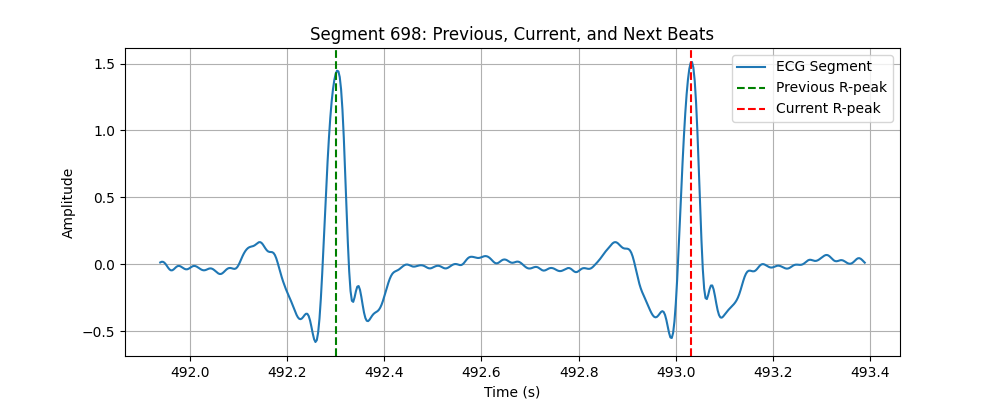 Segment 698: Previous, Current, and Next Beats
ECG Segment
Previous R-peak
Current R-peak
Amplitude
1.5
1.0
0.5
0.0
−0.5
492.0 492.2 492.4 492.6 492.8 493.0 493.2 493.4
Time (s)